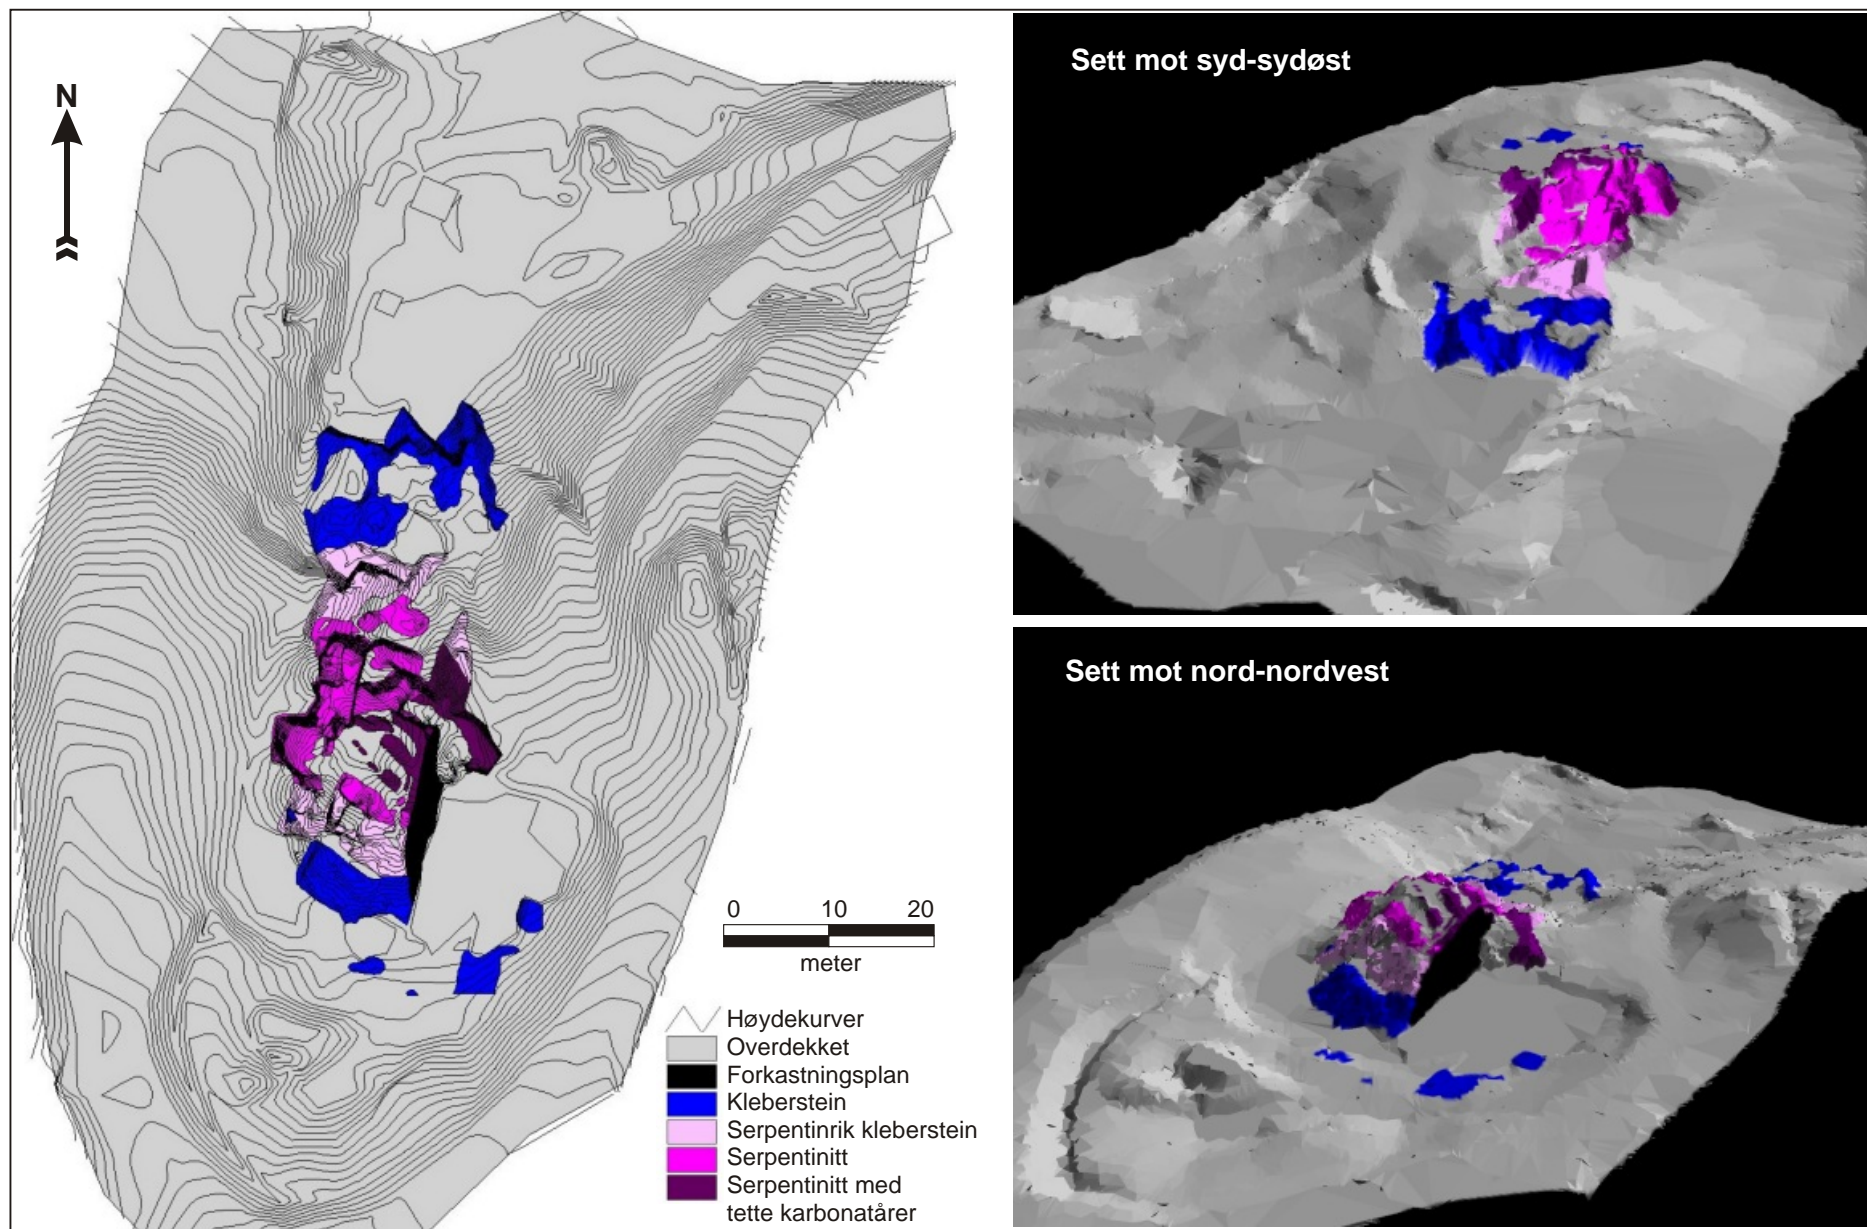 N
0 10 20
meter
Høydekurver
Overdekket
Forkastningsplan
Kleberstein
Serpentinrik kleberstein
Serpentinitt
Serpentinitt med
tette karbonatårer
Sett mot syd-sydøst
Sett mot nord-nordvest